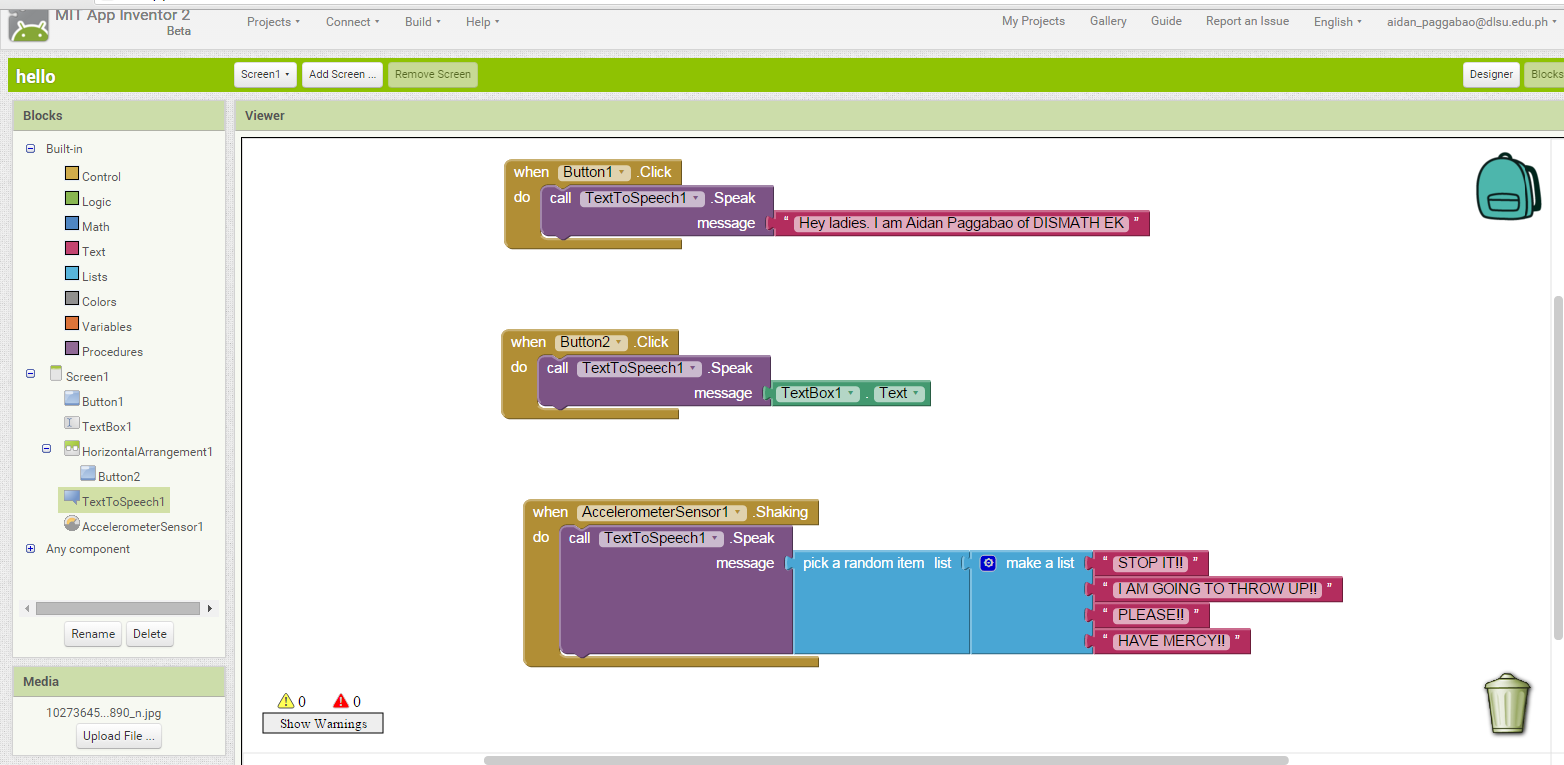 MIT App Inventor 2
Beta
Projects Connect Build Help My Projects Gallery Guide Report an Issue English aidan_paggabao@dlsu.edu.ph
hello Screen1 Add Screen ... Remove Screen Designer Blocks
Blocks
Viewer
Built-in
Control
Logic
Math
Text
Lists
Colors
Variables
Procedures
Screen1
Button1
TextBox1
HorizontalArrangement1
Button2
TextToSpeech1
AccelerometerSensor1
Any component
Rename Delete
Media
10273645...890_n.jpg
Upload File ...
when Button1 .Click
do call TextToSpeech1 .Speak
message “ Hey ladies. I am Aidan Paggabao of DISMATH EK ”
when Button2 .Click
do call TextToSpeech1 .Speak
message TextBox1 . Text
when AccelerometerSensor1 .Shaking
do call TextToSpeech1 .Speak
message pick a random item list make a list “ STOP IT!! ”
“ I AM GOING TO THROW UP!! ”
“ PLEASE!! ”
“ HAVE MERCY!! ”
0 0
Show Warnings